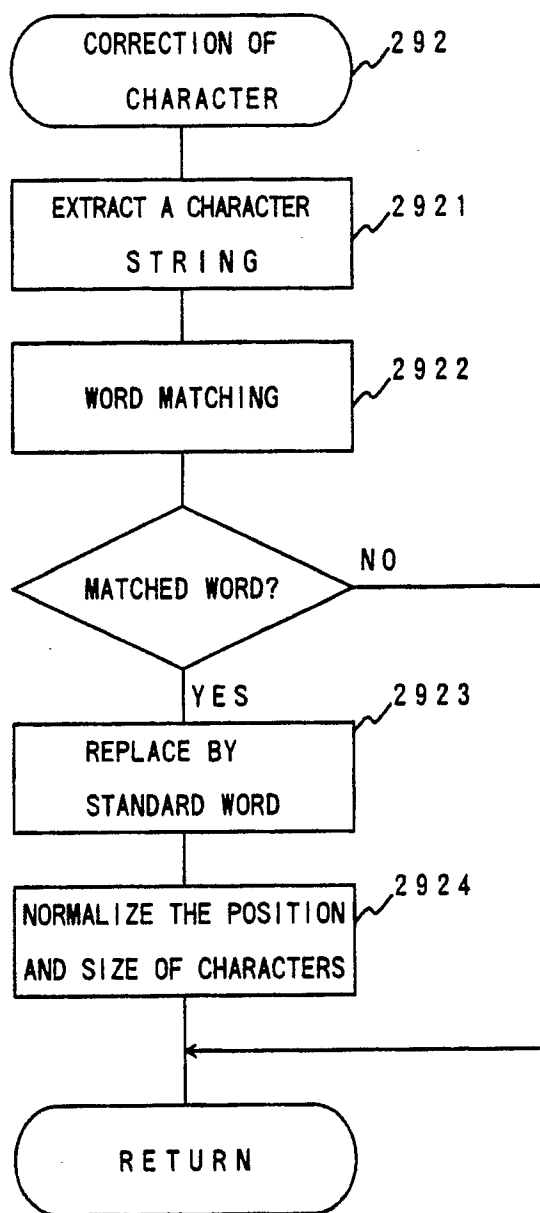 CORRECTION OF
CHARACTER
292
EXTRACT A CHARACTER
STRING
2921
WORD MATCHING
2922
MATCHED WORD?
NO
YES
REPLACE BY
STANDARD WORD
2923
NORMALIZE THE POSITION
AND SIZE OF CHARACTERS
2924
RETURN